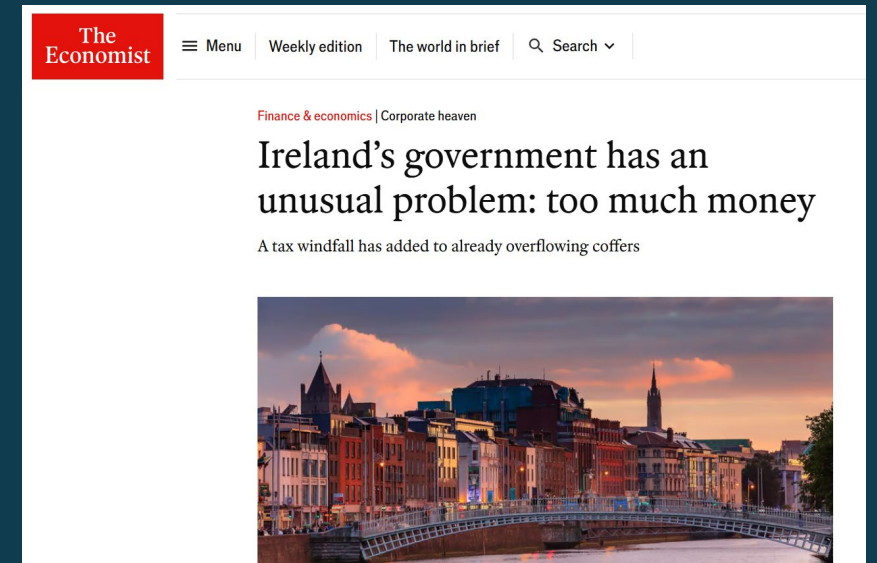 The
Economist
Menu
Weekly edition
The world in brief
Search
Finance & economics | Corporate heaven
Ireland’s government has an
unusual problem: too much money
A tax windfall has added to already overflowing coffers